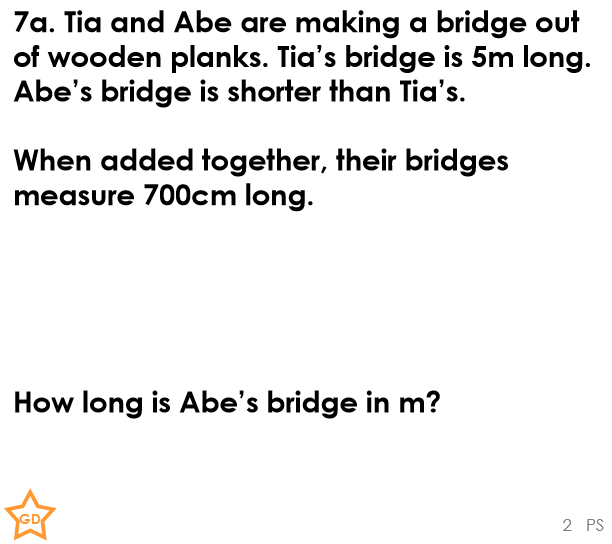 7a. Tia and Abe are making a bridge out
of wooden planks. Tia’s bridge is 5m long.
Abe’s bridge is shorter than Tia’s.
When added together, their bridges
measure 700cm long.
How long is Abe’s bridge in m?
GD
2 PS